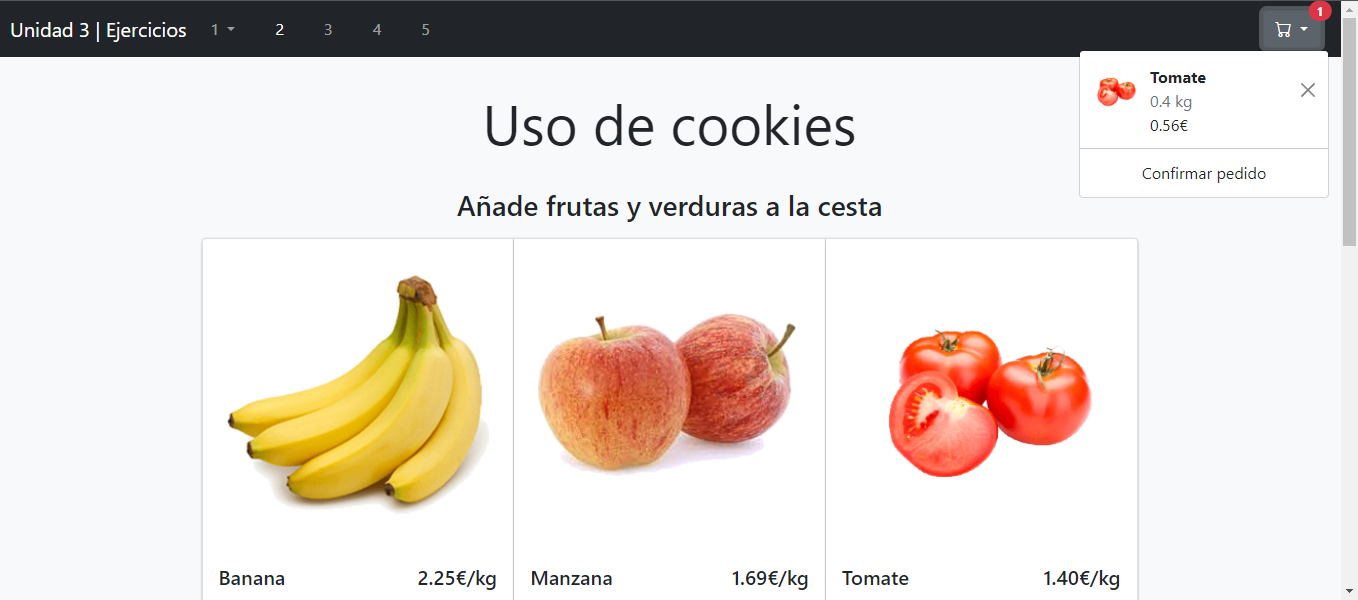 Unidad 3 | Ejercicios 1 2 3 4 5
1
Tomate
0.4 kg
0.56€
Confirmar pedido
Uso de cookies
Añade frutas y verduras a la cesta
Banana 2.25€/kg
Manzana 1.69€/kg
Tomate 1.40€/kg